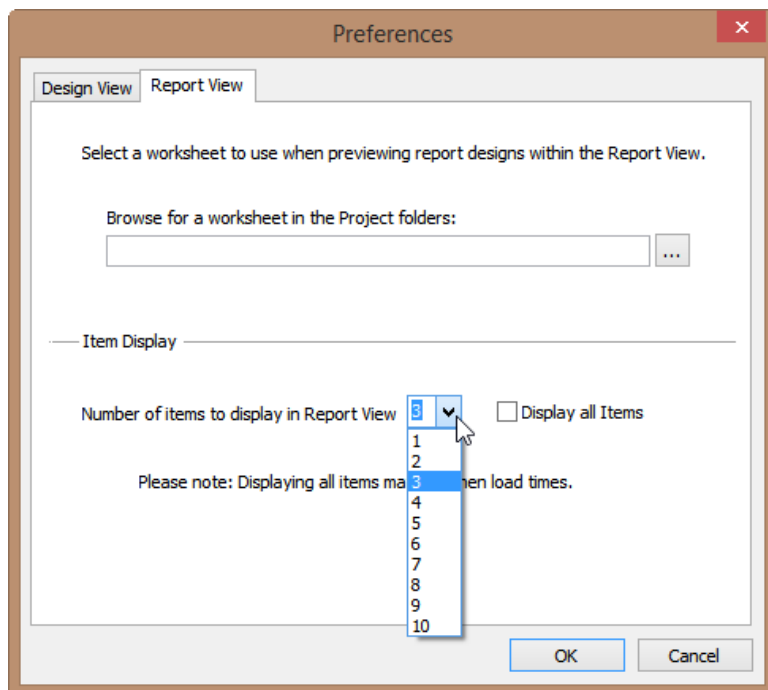 Preferences
Design View Report View
Select a worksheet to use when previewing report designs within the Report View.
Browse for a worksheet in the Project folders:
...
Item Display
Number of items to display in Report View 3 Display all Items
1
2
Please note: Displaying all items ma 3 en load times.
4
5
6
7
8
9
10
OK Cancel